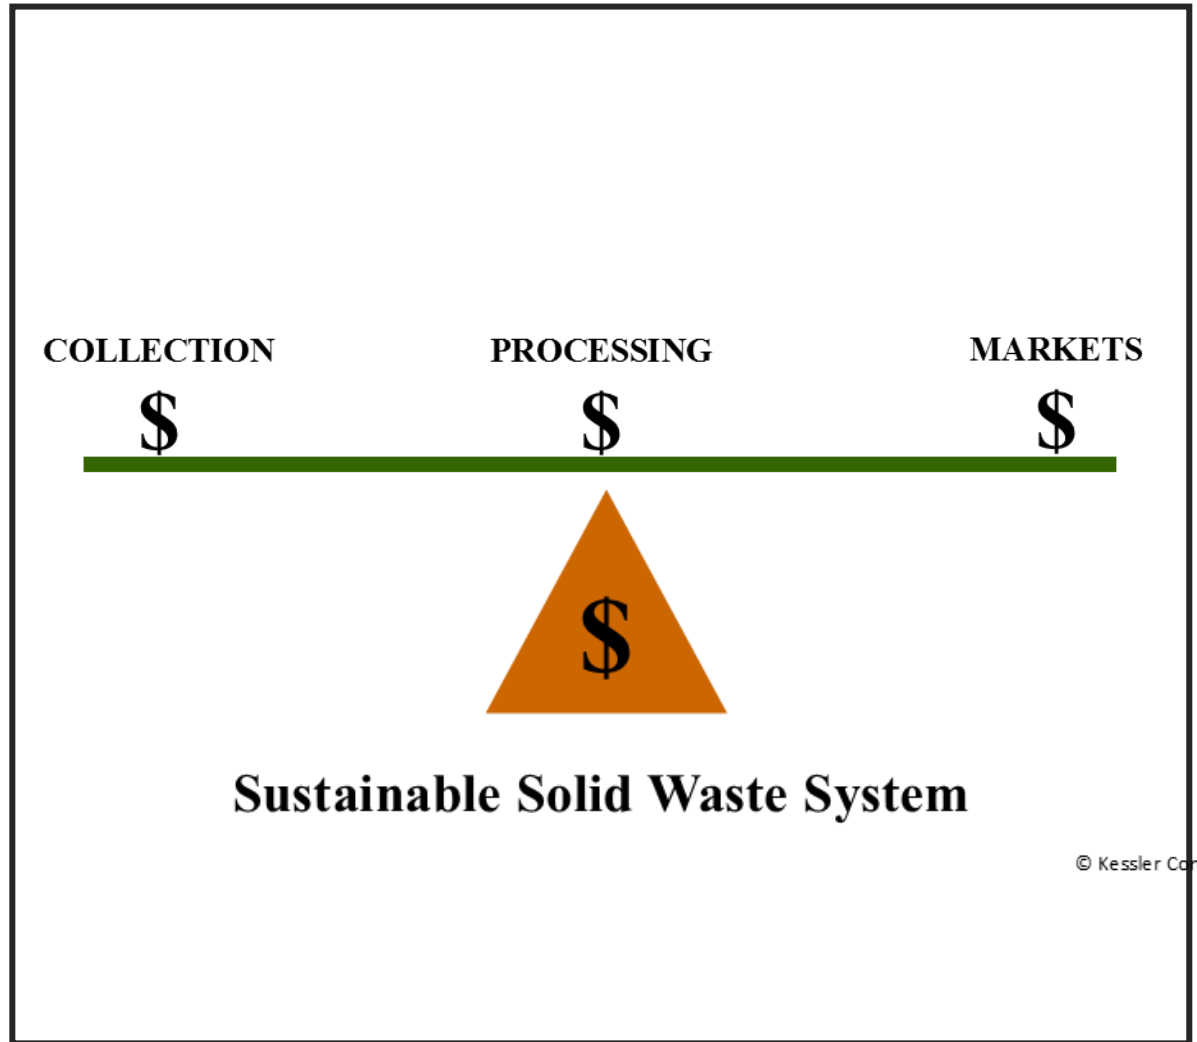 COLLECTION PROCESSING MARKETS
$ $ $
$
Sustainable Solid Waste System
© Kessler